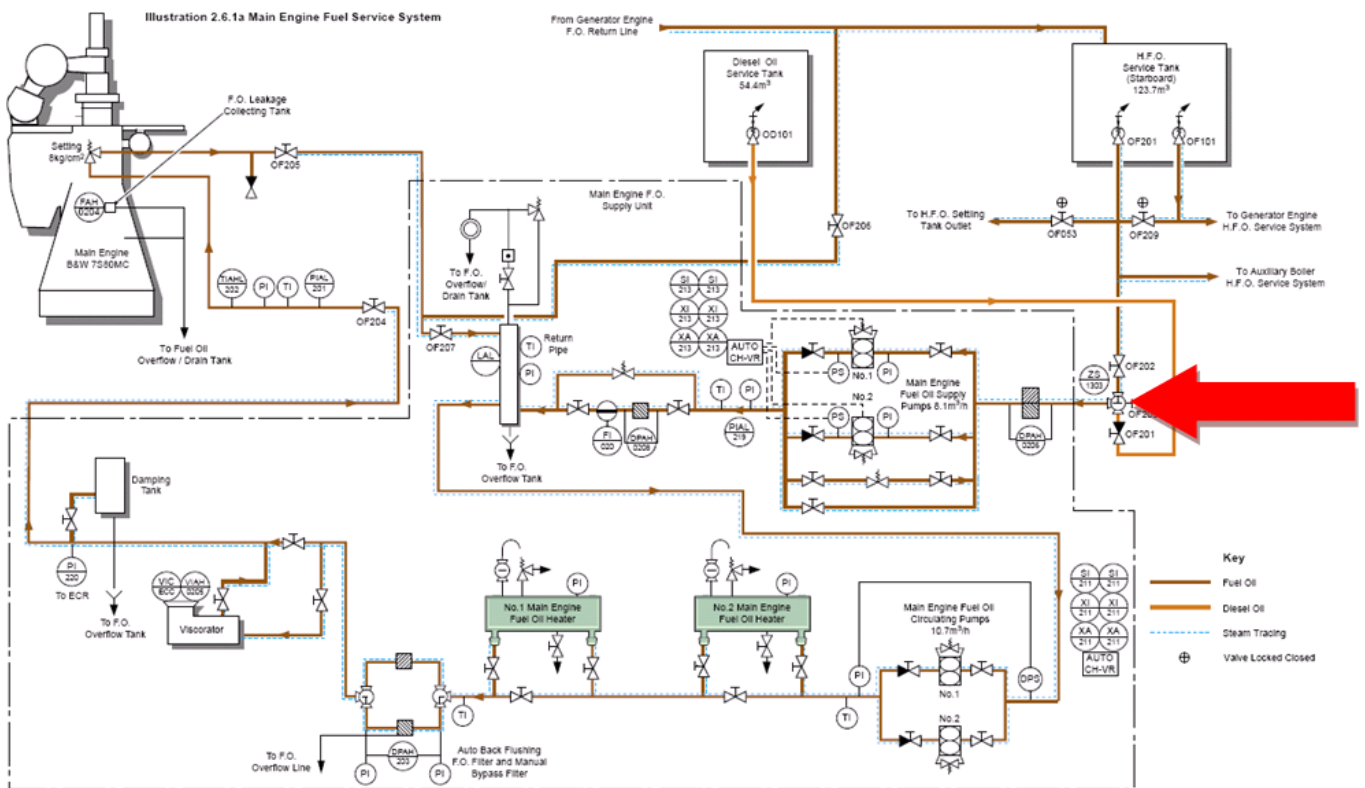 Illustration 2.6.1a Main Engine Fuel Service System
From Generator Engine
F.O. Return Line
Diesel Oil
Service Tank
54.4m³
H.F.O.
Service Tank
(Starboard)
123.7m³
F.O. Leakage
Collecting Tank
OD101
OF201
OF101
Setting
8kg/cm²
OF205
FAH
0204
Main Engine F.O.
Supply Unit
OF206
To H.F.O. Settling
Tank Outlet
OF053
OF209
To Generator Engine
H.F.O. Service System
Main Engine
B&W 7S80MC
To F.O.
Overflow/
Drain Tank
To Auxiliary Boiler
H.F.O. Service System
TIAHL
202
PI
TI
PIAL
201
OF204
SI
213
SI
213
XI
213
XI
213
XA
213
XA
213
AUTO
CH-VR
To Fuel Oil
Overflow / Drain Tank
OF207
LAL
TI
PI
Return
Pipe
PS
PI
No.1
Main Engine
Fuel Oil Supply
Pumps 8.1m³/h
No.2
PS
PI
ZS
1303
OF202
OF201
DPAH
0206
TI
PI
PIAL
219
FI
020
DPAH
0208
To F.O.
Overflow Tank
Damping
Tank
PI
220
To ECR
VIC
ECC
VIAH
0205
Viscorator
To F.O.
Overflow Tank
PI
No.1 Main Engine
Fuel Oil Heater
PI
No.2 Main Engine
Fuel Oil Heater
Main Engine Fuel Oil
Circulating Pumps
10.7m³/h
PI
DPS
No.1
TI
No.2
SI
211
SI
211
XI
211
XI
211
XA
211
XA
211
AUTO
CH-VR
Key
Fuel Oil
Diesel Oil
Steam Tracing
Valve Locked Closed
TI
To F.O.
Overflow Line
PI
DPAH
203
PI
Auto Back Flushing
F.O. Filter and Manual
Bypass Filter